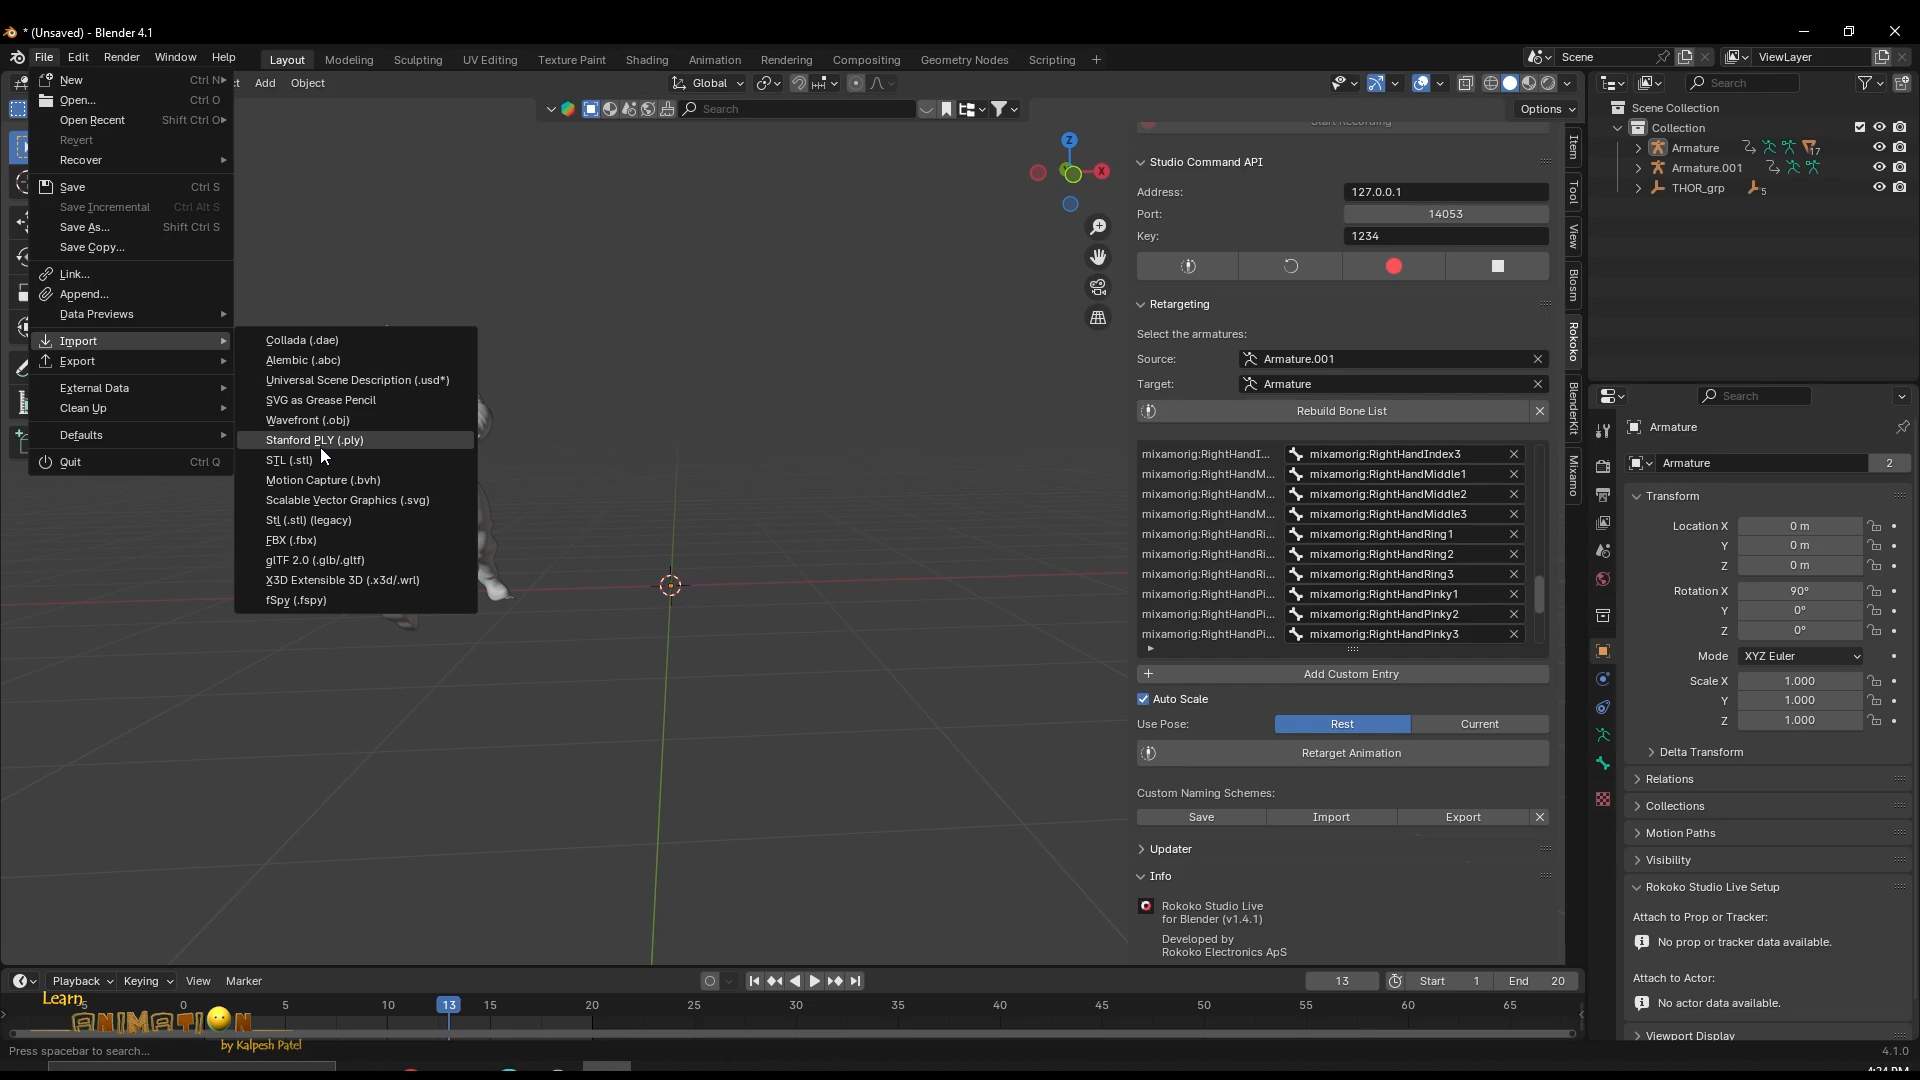 * (Unsaved) - Blender 4.1
File Edit Render Window Help Layout Modeling Sculpting UV Editing Texture Paint Shading Animation Rendering Compositing Geometry Nodes Scripting + Scene ViewLayer
Add Object Global Search
Search Options
New Ctrl N
Open... Ctrl O
Open Recent Shift Ctrl O
Revert
Recover
Save Ctrl S
Save Incremental Ctrl Alt S
Save As... Shift Ctrl S
Save Copy...
Link...
Append...
Data Previews
Import
Export
External Data
Clean Up
Defaults
Quit Ctrl Q
Collada (.dae)
Alembic (.abc)
Universal Scene Description (.usd*)
SVG as Grease Pencil
Wavefront (.obj)
Stanford PLY (.ply)
STL (.stl)
Motion Capture (.bvh)
Scalable Vector Graphics (.svg)
Stl (.stl) (legacy)
FBX (.fbx)
glTF 2.0 (.glb/.gltf)
X3D Extensible 3D (.x3d/.wrl)
fSpy (.fspy)
Z
X
Start Recording
Studio Command API
Address: 127.0.0.1
Port: 14053
Key: 1234
Retargeting
Select the armatures:
Source: Armature.001
Target: Armature
Rebuild Bone List
mixamorig:RightHandI... mixamorig:RightHandIndex3
mixamorig:RightHandM... mixamorig:RightHandMiddle1
mixamorig:RightHandM... mixamorig:RightHandMiddle2
mixamorig:RightHandM... mixamorig:RightHandMiddle3
mixamorig:RightHandRi... mixamorig:RightHandRing1
mixamorig:RightHandRi... mixamorig:RightHandRing2
mixamorig:RightHandRi... mixamorig:RightHandRing3
mixamorig:RightHandPi... mixamorig:RightHandPinky1
mixamorig:RightHandPi... mixamorig:RightHandPinky2
mixamorig:RightHandPi... mixamorig:RightHandPinky3
Add Custom Entry
Auto Scale
Use Pose: Rest Current
Retarget Animation
Custom Naming Schemes:
Save Import Export
Updater
Info
Rokoko Studio Live
for Blender (v1.4.1)
Developed by
Rokoko Electronics ApS
Item
Tool
View
Blosm
Rokoko
BlenderKit
Mixamo
Scene Collection
Collection
Armature 17
Armature.001
THOR_grp 5
Search
Armature
Armature 2
Transform
Location X 0 m
Y 0 m
Z 0 m
Rotation X 90°
Y 0°
Z 0°
Mode XYZ Euler
Scale X 1.000
Y 1.000
Z 1.000
Delta Transform
Relations
Collections
Motion Paths
Visibility
Rokoko Studio Live Setup
Attach to Prop or Tracker:
No prop or tracker data available.
Attach to Actor:
No actor data available.
Viewport Display
Playback Keying View Marker 13 Start 1 End 20
0 5 10 13 15 20 25 30 35 40 45 50 55 60 65
Learn
ANIMATION
by Kalpesh Patel
Press spacebar to search...
4.1.0